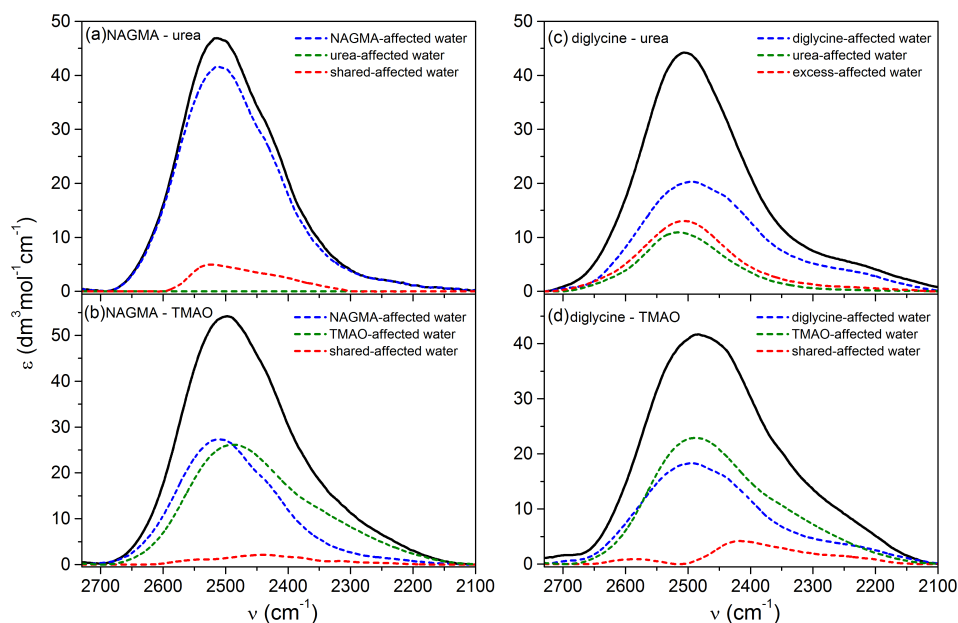 (a) NAGMA - urea
NAGMA-affected water
urea-affected water
shared-affected water
50
40
30
20
10
0
(c) diglycine - urea
diglycine-affected water
urea-affected water
excess-affected water
50
40
30
20
10
0
(b) NAGMA - TMAO
NAGMA-affected water
TMAO-affected water
shared-affected water
50
40
30
20
10
0
(d) diglycine - TMAO
diglycine-affected water
TMAO-affected water
shared-affected water
40
30
20
10
0
ε (dm³mol⁻¹cm⁻¹)
2700 2600 2500 2400 2300 2200 2100
2700 2600 2500 2400 2300 2200 2100
ν (cm⁻¹)
ν (cm⁻¹)